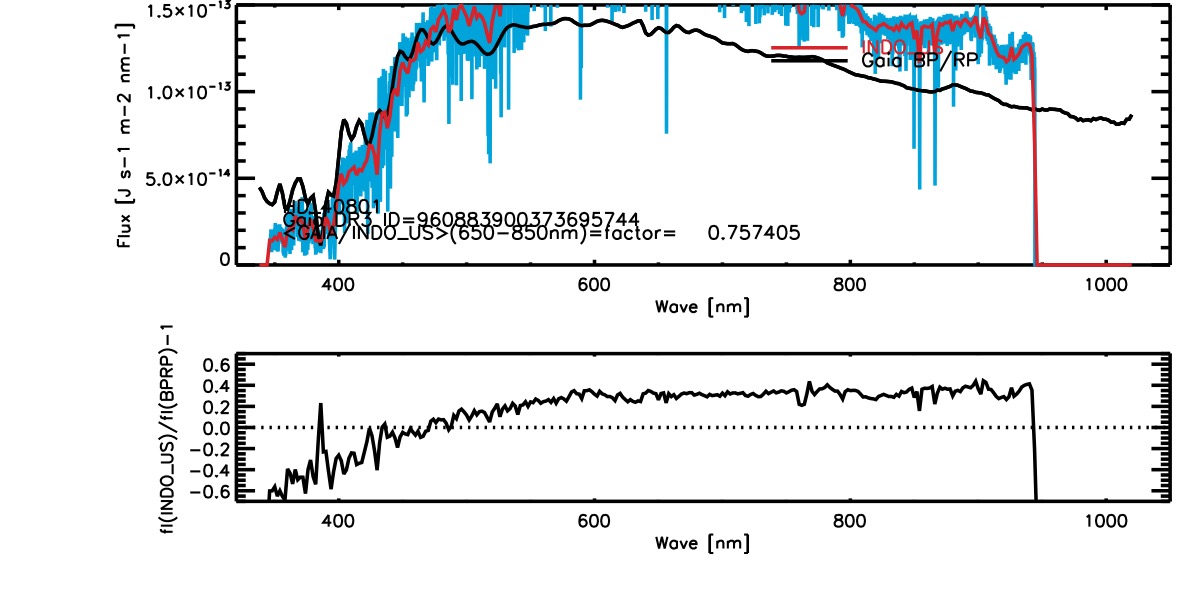 1.5×10−13
1.0×10−13
5.0×10−14
0
Flux [J s−1 m−2 nm−1]
INDO_US
Gaia BP/RP
HD 40801
Gaia DR3 ID=960883900373695744
<GAIA/INDO_US>(650−850nm)=factor= 0.757405
400 600 800 1000
Wave [nm]
0.6
0.4
0.2
0.0
−0.2
−0.4
−0.6
fl(INDO_US)/fl(BPRP)−1
400 600 800 1000
Wave [nm]